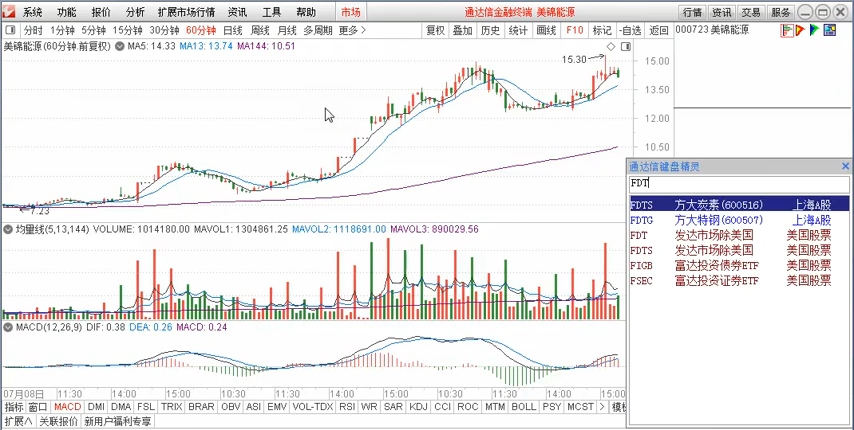 系统 功能 报价 分析 扩展市场行情 资讯 工具 帮助 市场 通达信金融终端 美锦能源 行情 资讯 交易 服务
分时 1分钟 5分钟 15分钟 30分钟 60分钟 日线 周线 月线 多周期 更多 > 复权 叠加 历史 统计 画线 F10 标记 -自选 返回 000723 美锦能源
美锦能源(60分钟.前复权) MA5: 14.33 MA13: 13.74 MA144: 10.51
15.30
15.00
13.50
12.00
10.50
7.23
通达信键盘精灵
FDT
FDTS 方大炭素(600516) 上海A股
FDTG 方大特钢(600507) 上海A股
FDT 发达市场除美国 美国股票
FDTS 发达市场除美国 美国股票
FIGB 富达投资债券ETF 美国股票
FSEC 富达投资证券ETF 美国股票
均量线(5,13,144) VOLUME: 1014180.00 MAVOL1: 1304861.25 MAVOL2: 1118691.00 MAVOL3: 890029.56
MACD(12,26,9) DIF: 0.38 DEA: 0.26 MACD: 0.24
07月08日 11:30 14:00 15:00 10:30 11:30 14:00 15:00 10:30 11:30 14:00 15:00
指标 窗口 MACD DMI DMA FSL TRIX BRAR OBV ASI EMV VOL-TDX RSI WR SAR KDJ CCI ROC MTM BOLL PSY MCST > 模板
扩展∧ 关联报价 新用户福利专享